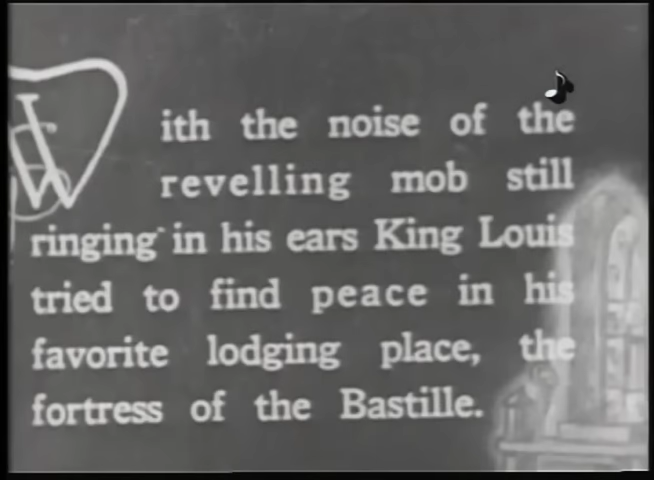 With the noise of the
revelling mob still
ringing in his ears King Louis
tried to find peace in his
favorite lodging place, the
fortress of the Bastille.